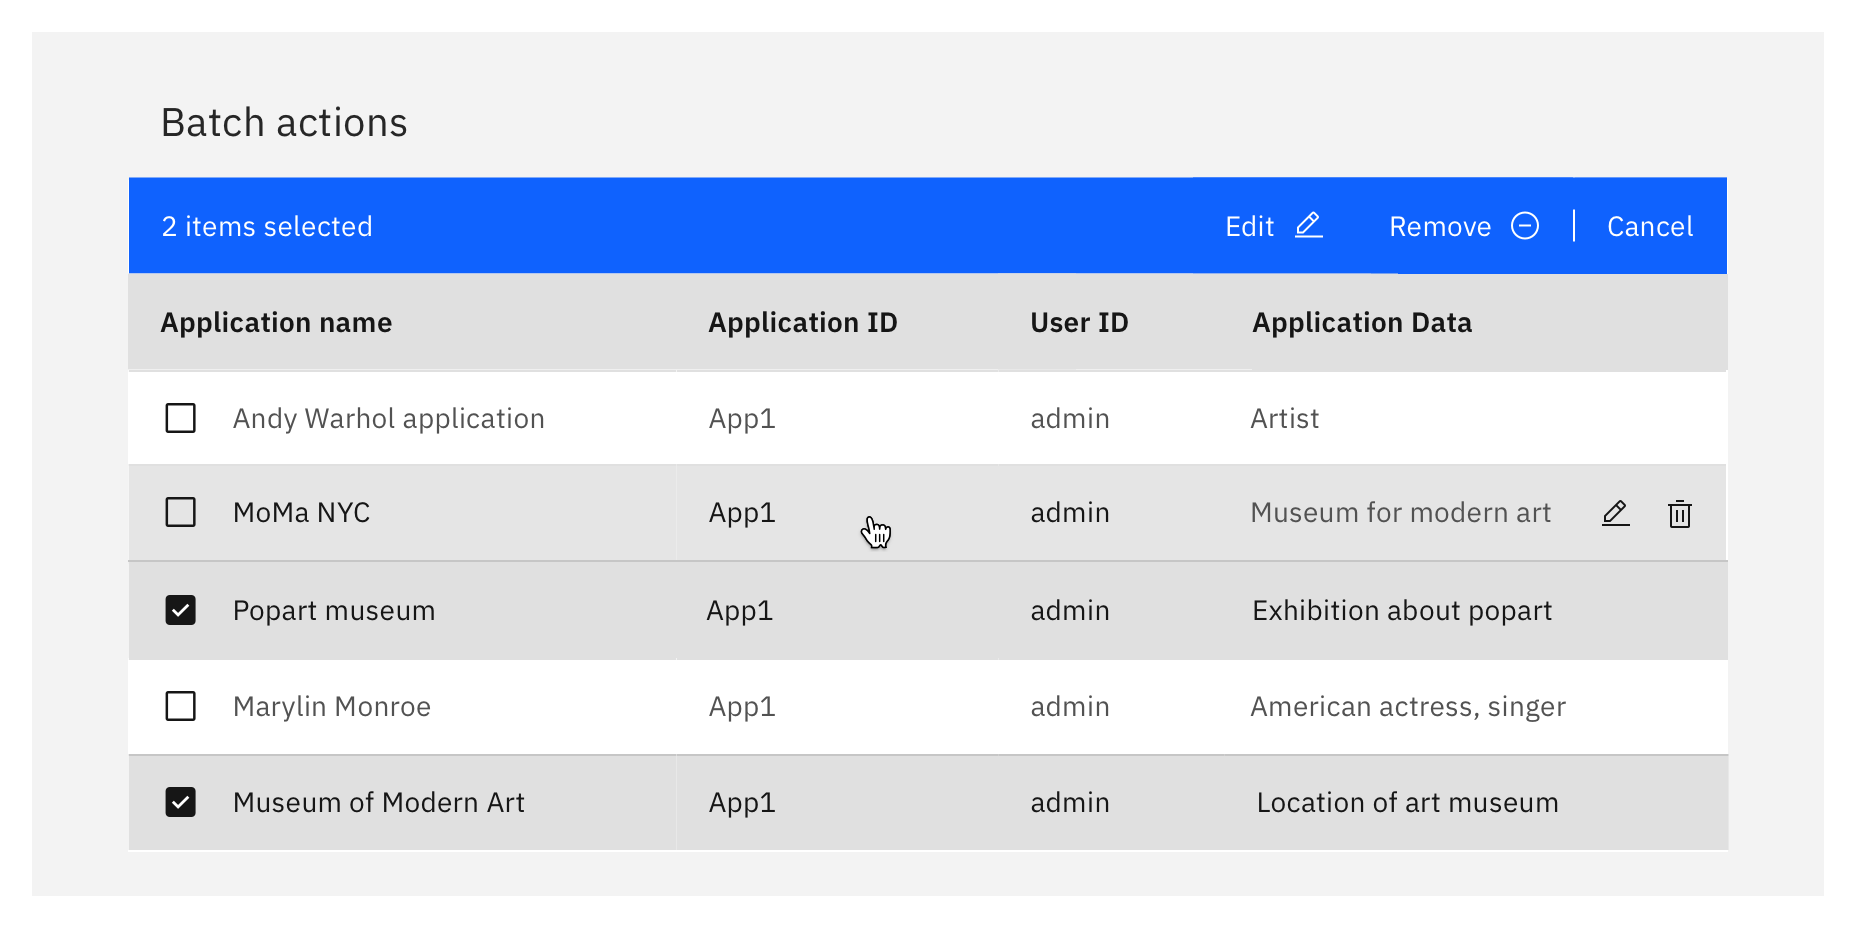 Batch actions
2 items selected Edit Remove Cancel
Application name Application ID User ID Application Data
Andy Warhol application App1 admin Artist
MoMa NYC App1 admin Museum for modern art
Popart museum App1 admin Exhibition about popart
Marylin Monroe App1 admin American actress, singer
Museum of Modern Art App1 admin Location of art museum